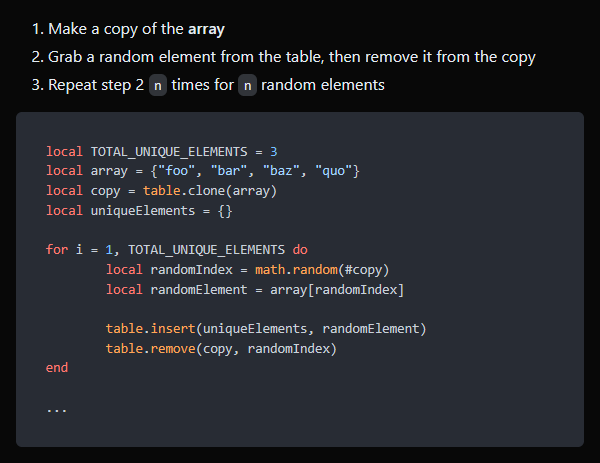 1. Make a copy of the array
2. Grab a random element from the table, then remove it from the copy
3. Repeat step 2 n times for n random elements
local TOTAL_UNIQUE_ELEMENTS = 3
local array = {"foo", "bar", "baz", "quo"}
local copy = table.clone(array)
local uniqueElements = {}
for i = 1, TOTAL_UNIQUE_ELEMENTS do
        local randomIndex = math.random(#copy)
        local randomElement = array[randomIndex]
        table.insert(uniqueElements, randomElement)
        table.remove(copy, randomIndex)
end
...